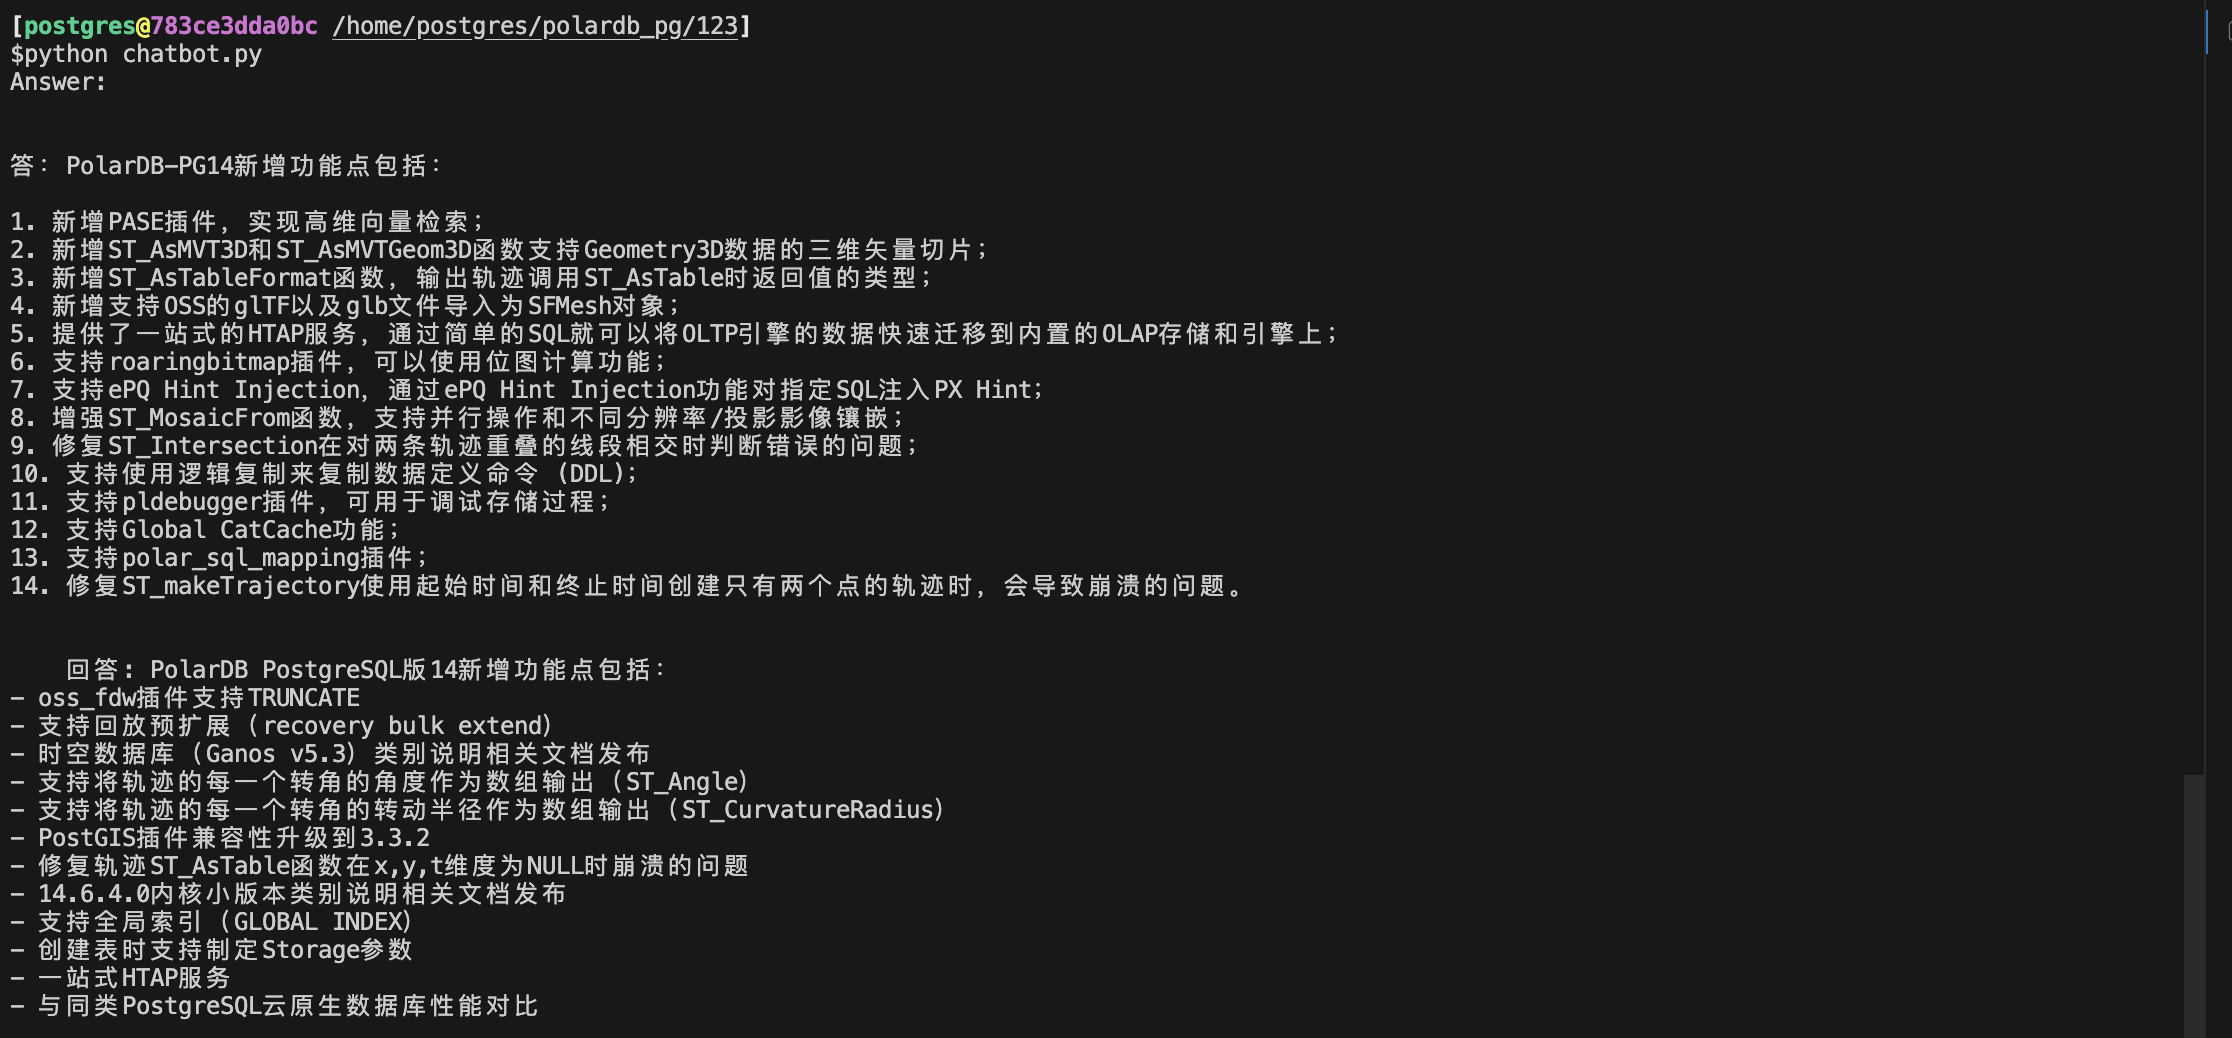 [postgres@783ce3dda0bc /home/postgres/polardb_pg/123]
$python chatbot.py
Answer:
答：PolarDB-PG14新增功能点包括：
1. 新增PASE插件，实现高维向量检索；
2. 新增ST_AsMVT3D和ST_AsMVTGeom3D函数支持Geometry3D数据的三维矢量切片；
3. 新增ST_AsTableFormat函数，输出轨迹调用ST_AsTable时返回值的类型；
4. 新增支持OSS的glTF以及glb文件导入为SFMesh对象；
5. 提供了一站式的HTAP服务，通过简单的SQL就可以将OLTP引擎的数据快速迁移到内置的OLAP存储和引擎上；
6. 支持roaringbitmap插件，可以使用位图计算功能；
7. 支持ePQ Hint Injection，通过ePQ Hint Injection功能对指定SQL注入PX Hint；
8. 增强ST_MosaicFrom函数，支持并行操作和不同分辨率/投影影像镶嵌；
9. 修复ST_Intersection在对两条轨迹重叠的线段相交时判断错误的问题；
10. 支持使用逻辑复制来复制数据定义命令（DDL)；
11. 支持pldebugger插件，可用于调试存储过程；
12. 支持Global CatCache功能；
13. 支持polar_sql_mapping插件；
14. 修复ST_makeTrajectory使用起始时间和终止时间创建只有两个点的轨迹时，会导致崩溃的问题。
回答: PolarDB PostgreSQL版14新增功能点包括：
- oss_fdw插件支持TRUNCATE
- 支持回放预扩展（recovery bulk extend）
- 时空数据库（Ganos v5.3）类别说明相关文档发布
- 支持将轨迹的每一个转角的角度作为数组输出（ST_Angle）
- 支持将轨迹的每一个转角的转动半径作为数组输出（ST_CurvatureRadius）
- PostGIS插件兼容性升级到3.3.2
- 修复轨迹ST_AsTable函数在x,y,t维度为NULL时崩溃的问题
- 14.6.4.0内核小版本类别说明相关文档发布
- 支持全局索引（GLOBAL INDEX）
- 创建表时支持制定Storage参数
- 一站式HTAP服务
- 与同类PostgreSQL云原生数据库性能对比